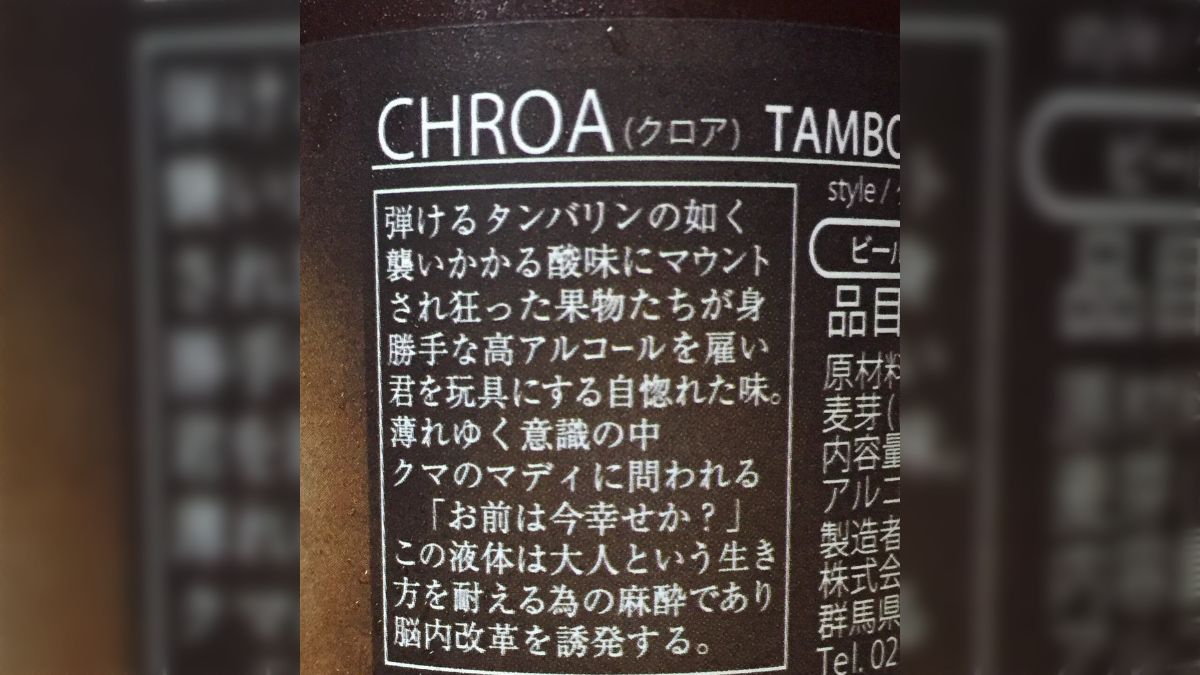 CHROA (クロア) TAMBO
弾けるタンバリンの如く
襲いかかる酸味にマウント
され狂った果物たちが身
勝手な高アルコールを雇い
君を玩具にする自惚れた味。
薄れゆく意識の中
クマのマディに問われる
「お前は今幸せか？」
この液体は大人という生き
方を耐える為の麻酔であり
脳内改革を誘発する。
style /
ビール
品目
原材料
麦芽(
内容量
アルコ
製造者
株式会
群馬県
Tel. 02